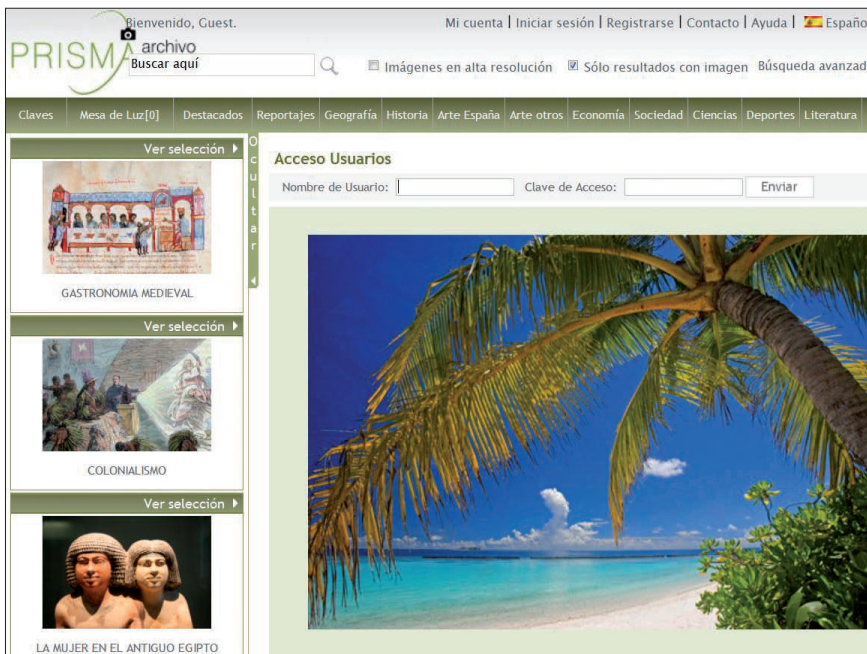 Bienvenido, Guest.
Mi cuenta | Iniciar sesión | Registrarse | Contacto | Ayuda | Españo
PRISMA
archivo
Buscar aquí
Imágenes en alta resolución
Sólo resultados con imagen
Búsqueda avanzad
Claves
Mesa de Luz[0]
Destacados
Reportajes
Geografía
Historia
Arte España
Arte otros
Economía
Sociedad
Ciencias
Deportes
Literatura
Ver selección
GASTRONOMIA MEDIEVAL
Ver selección
COLONIALISMO
Ver selección
LA MUJER EN EL ANTIGUO EGIPTO
Ocultar
Acceso Usuarios
Nombre de Usuario:
Clave de Acceso:
Enviar